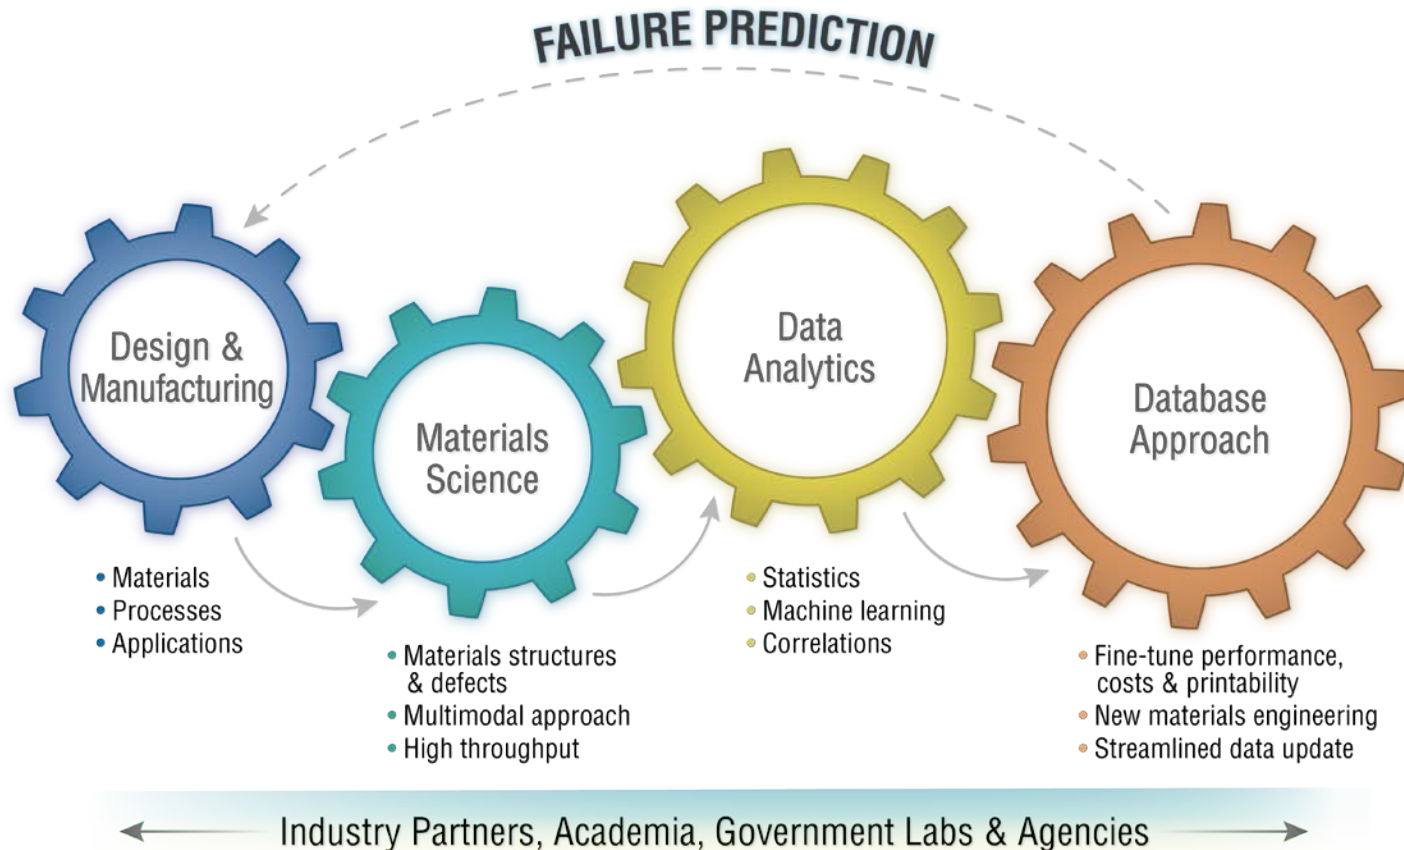 FAILURE PREDICTION
Design &
Manufacturing
• Materials
• Processes
• Applications
Materials
Science
• Materials structures
& defects
• Multimodal approach
• High throughput
Data
Analytics
• Statistics
• Machine learning
• Correlations
Database
Approach
• Fine-tune performance,
costs & printability
• New materials engineering
• Streamlined data update
Industry Partners, Academia, Government Labs & Agencies